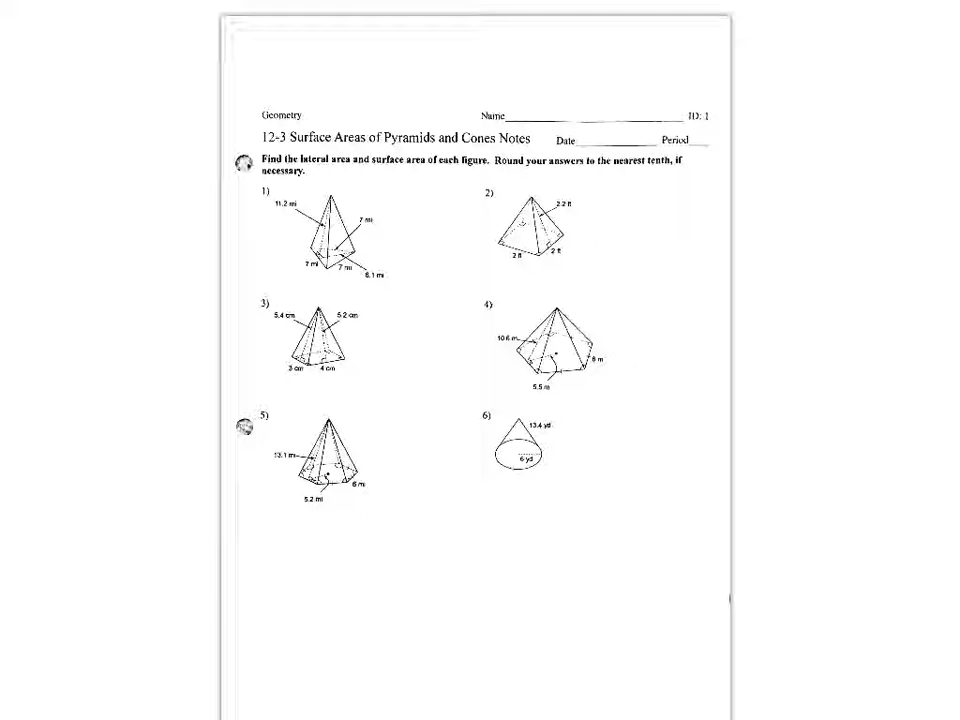 Geometry
Name
ID: 1
12-3 Surface Areas of Pyramids and Cones Notes
Date
Period
Find the lateral area and surface area of each figure. Round your answers to the nearest tenth, if
necessary.
1)
11.2 mi
7 mi
7 mi
7 mi
6.1 mi
2)
2.2 ft
2 ft
2 ft
3)
5.4 cm
5.2 cm
3 cm
4 cm
4)
10.6 m
8 m
5.5 m
5)
13.1 mi
6 mi
5.2 mi
6)
13.4 yd
6 yd